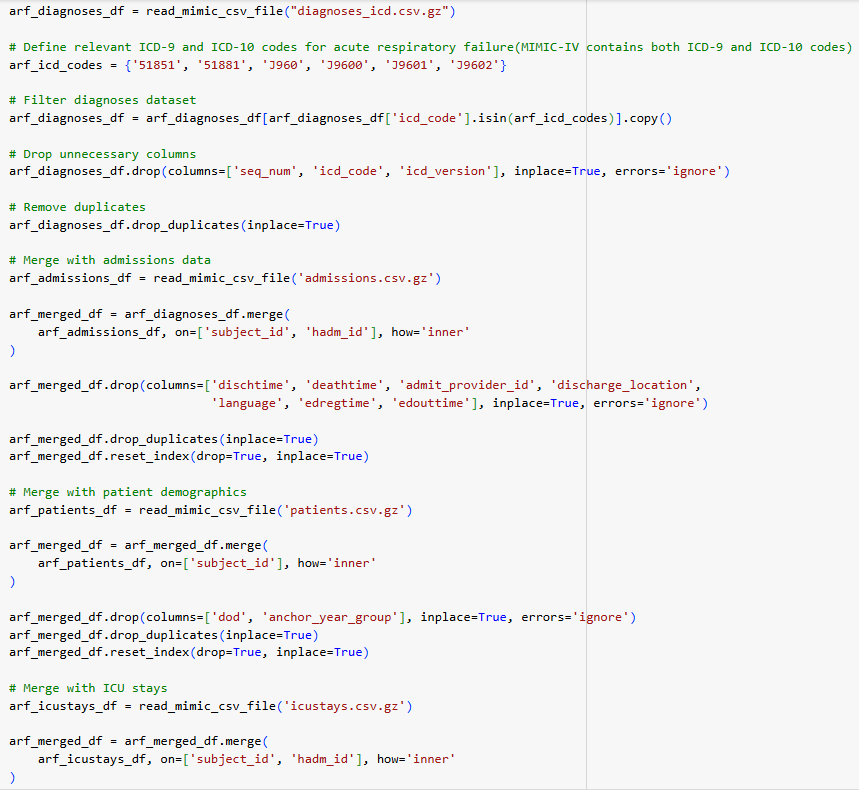 arf_diagnoses_df = read_mimic_csv_file("diagnoses_icd.csv.gz")
# Define relevant ICD-9 and ICD-10 codes for acute respiratory failure(MIMIC-IV contains both ICD-9 and ICD-10 codes)
arf_icd_codes = {'51851', '51881', 'J960', 'J9600', 'J9601', 'J9602'}
# Filter diagnoses dataset
arf_diagnoses_df = arf_diagnoses_df[arf_diagnoses_df['icd_code'].isin(arf_icd_codes)].copy()
# Drop unnecessary columns
arf_diagnoses_df.drop(columns=['seq_num', 'icd_code', 'icd_version'], inplace=True, errors='ignore')
# Remove duplicates
arf_diagnoses_df.drop_duplicates(inplace=True)
# Merge with admissions data
arf_admissions_df = read_mimic_csv_file('admissions.csv.gz')
arf_merged_df = arf_diagnoses_df.merge(
    arf_admissions_df, on=['subject_id', 'hadm_id'], how='inner'
)
arf_merged_df.drop(columns=['dischtime', 'deathtime', 'admit_provider_id', 'discharge_location',
                            'language', 'edregtime', 'edouttime'], inplace=True, errors='ignore')
arf_merged_df.drop_duplicates(inplace=True)
arf_merged_df.reset_index(drop=True, inplace=True)
# Merge with patient demographics
arf_patients_df = read_mimic_csv_file('patients.csv.gz')
arf_merged_df = arf_merged_df.merge(
    arf_patients_df, on=['subject_id'], how='inner'
)
arf_merged_df.drop(columns=['dod', 'anchor_year_group'], inplace=True, errors='ignore')
arf_merged_df.drop_duplicates(inplace=True)
arf_merged_df.reset_index(drop=True, inplace=True)
# Merge with ICU stays
arf_icustays_df = read_mimic_csv_file('icustays.csv.gz')
arf_merged_df = arf_merged_df.merge(
    arf_icustays_df, on=['subject_id', 'hadm_id'], how='inner'
)